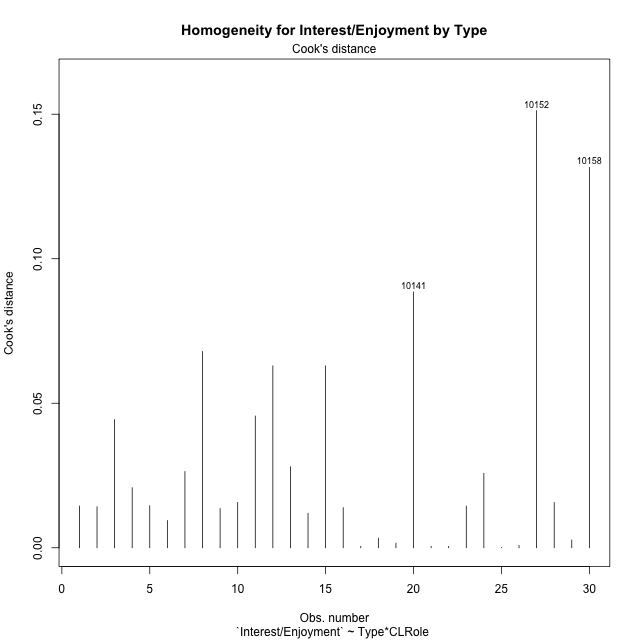 Homogeneity for Interest/Enjoyment by Type
Cook's distance
Cook's distance
0.15
0.10
0.05
0.00
10152
10158
10141
0 5 10 15 20 25 30
Obs. number
`Interest/Enjoyment` ~ Type*CLRole